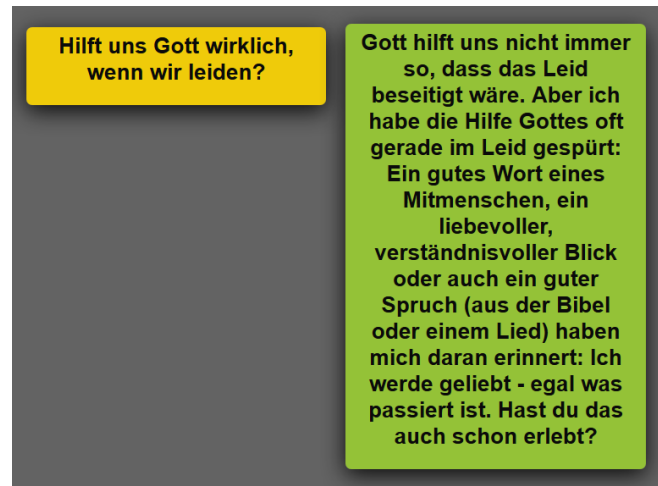 Hilft uns Gott wirklich,
wenn wir leiden?
Gott hilft uns nicht immer
so, dass das Leid
beseitigt wäre. Aber ich
habe die Hilfe Gottes oft
gerade im Leid gespürt:
Ein gutes Wort eines
Mitmenschen, ein
liebevoller,
verständnisvoller Blick
oder auch ein guter
Spruch (aus der Bibel
oder einem Lied) haben
mich daran erinnert: Ich
werde geliebt - egal was
passiert ist. Hast du das
auch schon erlebt?